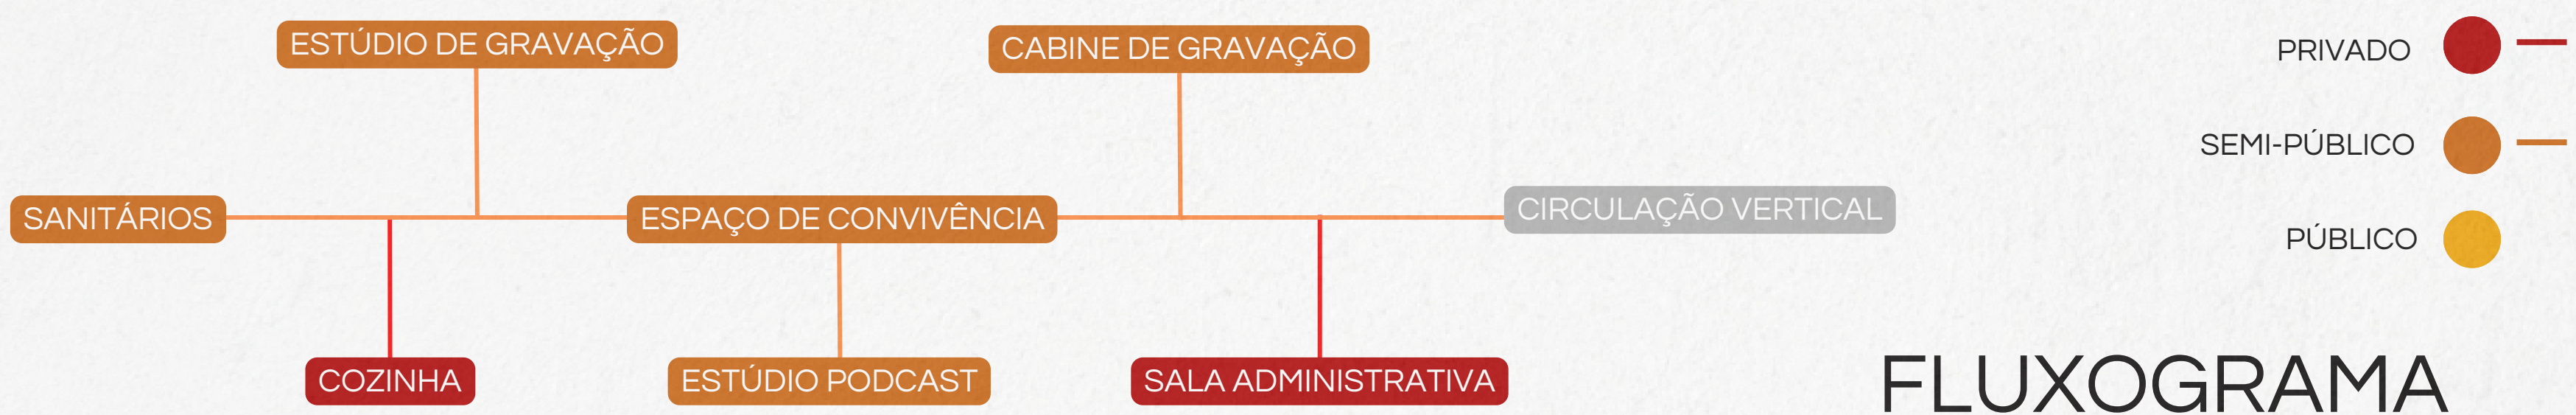 ESTÚDIO DE GRAVAÇÃO
CABINE DE GRAVAÇÃO
PRIVADO
SEMI-PÚBLICO
SANITÁRIOS
ESPAÇO DE CONVIVÊNCIA
CIRCULAÇÃO VERTICAL
PÚBLICO
COZINHA
ESTÚDIO PODCAST
SALA ADMINISTRATIVA
FLUXOGRAMA